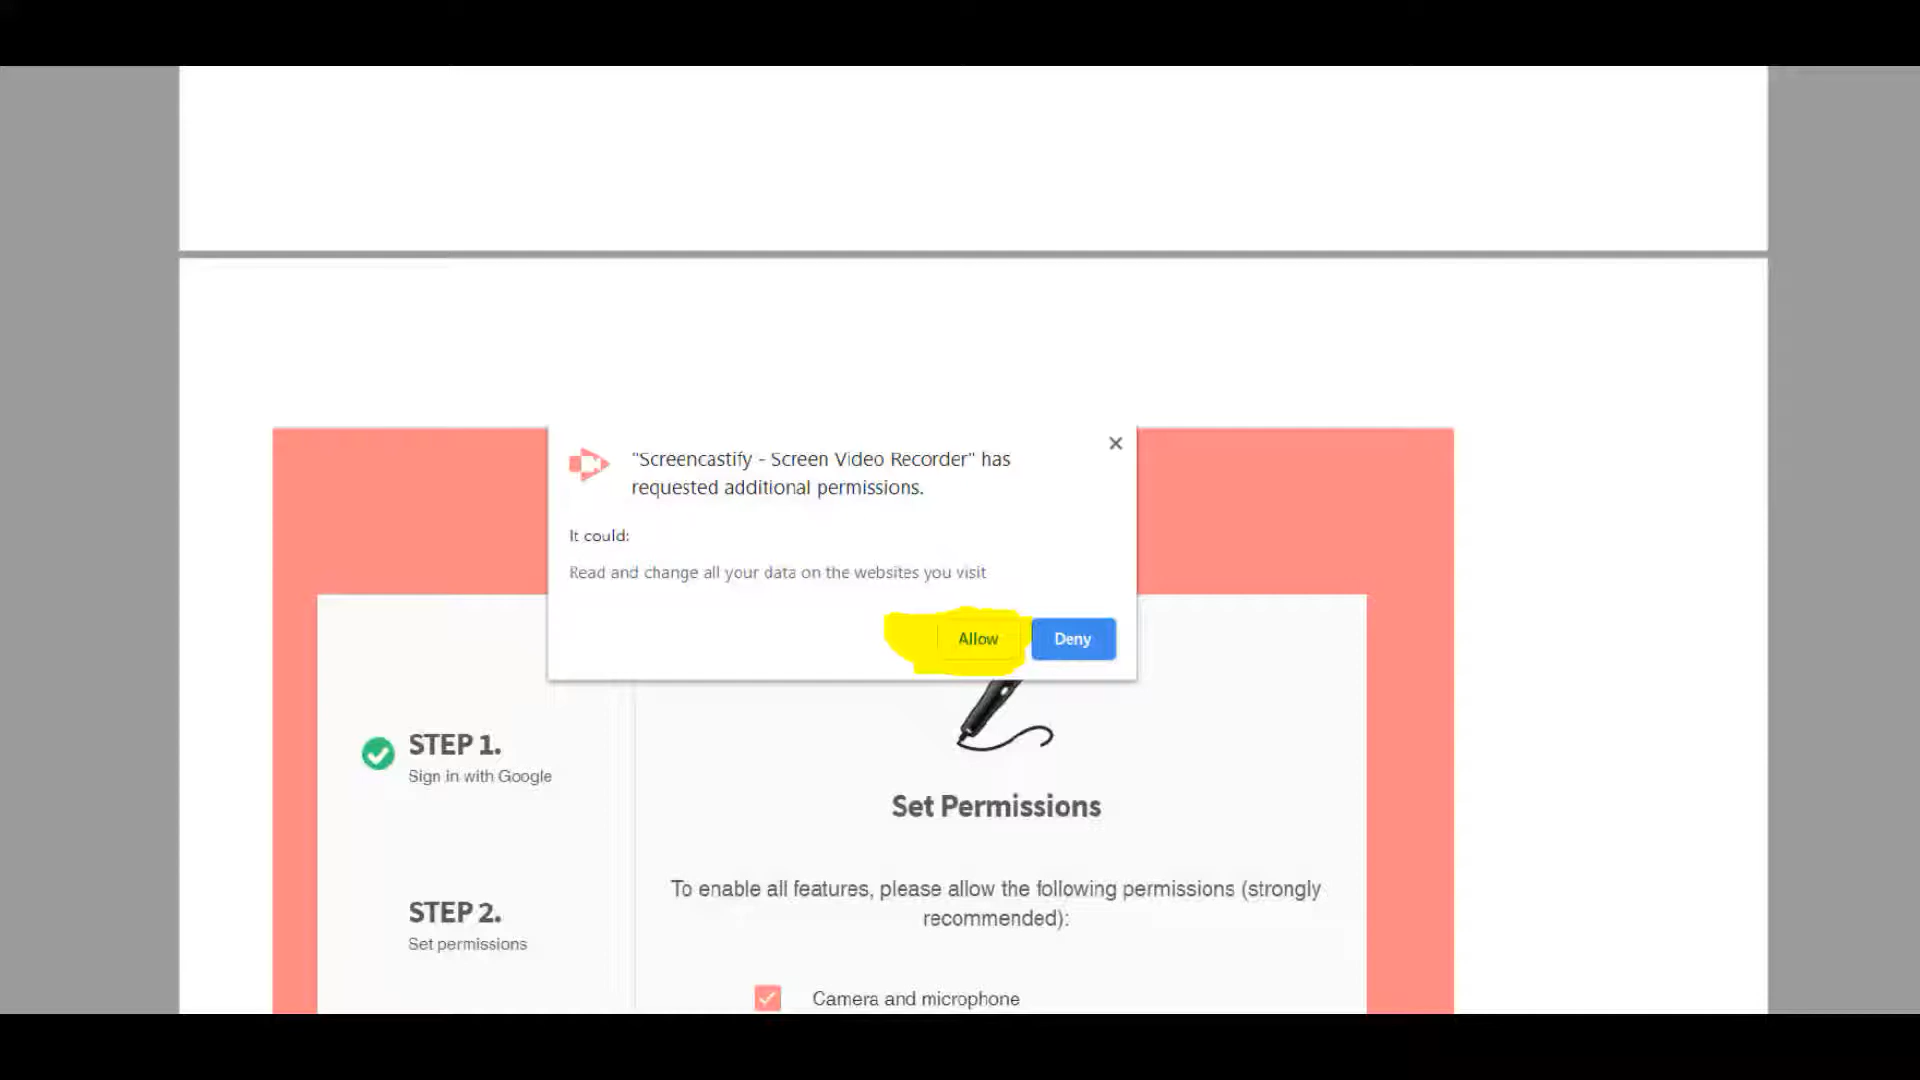 "Screencastify - Screen Video Recorder" has
requested additional permissions.
It could:
Read and change all your data on the websites you visit
Allow
Deny
STEP 1.
Sign in with Google
STEP 2.
Set permissions
Set Permissions
To enable all features, please allow the following permissions (strongly
recommended):
Camera and microphone